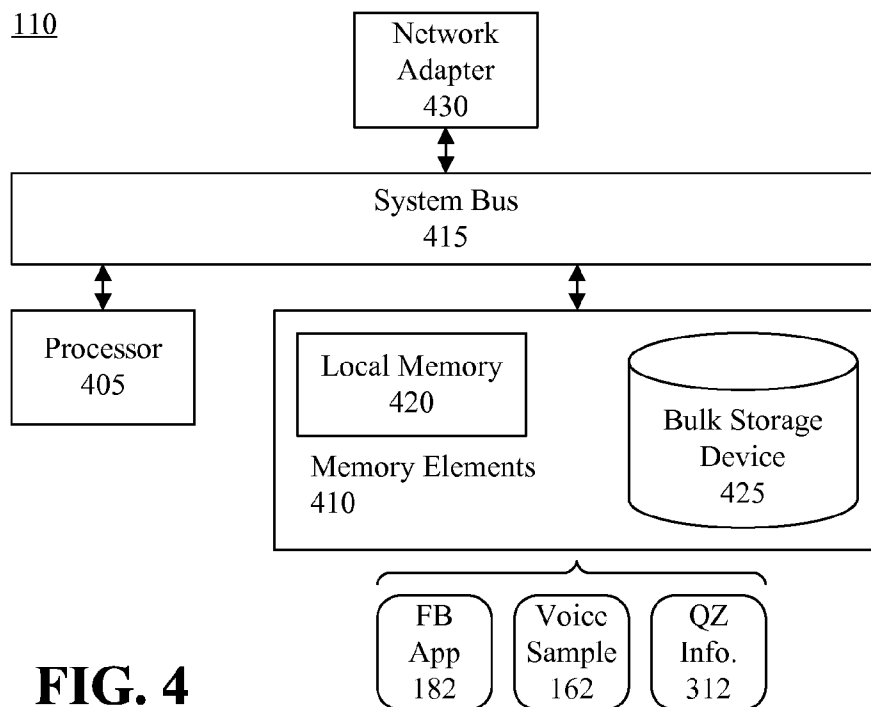 110
Network
Adapter
430
System Bus
415
Processor
405
Local Memory
420
Memory Elements
410
Bulk Storage
Device
425
FB
App
182
Voice
Sample
162
QZ
Info.
312
FIG. 4